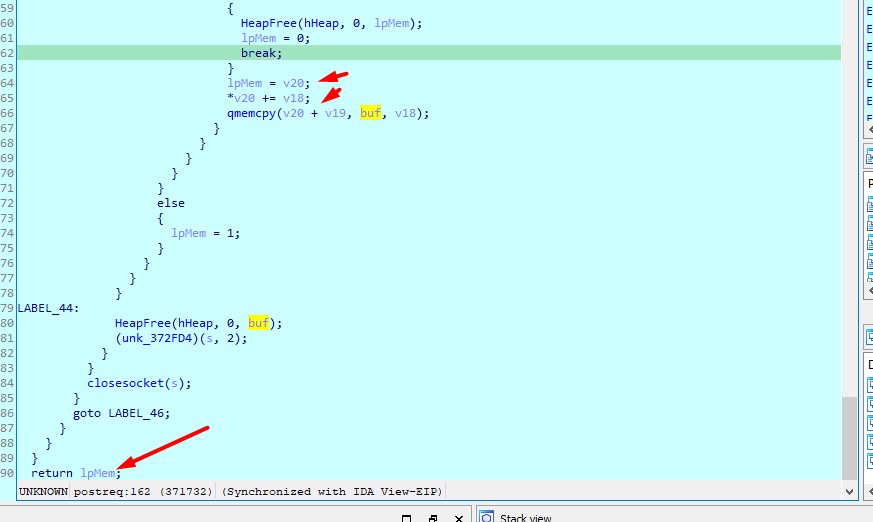 59 {
60 HeapFree(hHeap, 0, lpMem);
61 lpMem = 0;
62 break;
63 }
64 lpMem = v20;
65 *v20 += v18;
66 qmemcpy(v20 + v19, buf, v18);
67 }
68 }
69 }
70 }
71 }
72 else
73 {
74 lpMem = 1;
75 }
76 }
77 }
78 }
79 LABEL_44:
80 HeapFree(hHeap, 0, buf);
81 (unk_372FD4)(s, 2);
82 }
83 }
84 closesocket(s);
85 }
86 goto LABEL_46;
87 }
88 }
89 }
90 return lpMem;
UNKNOWN postreq:162 (371732) (Synchronized with IDA View-EIP)
Stack view